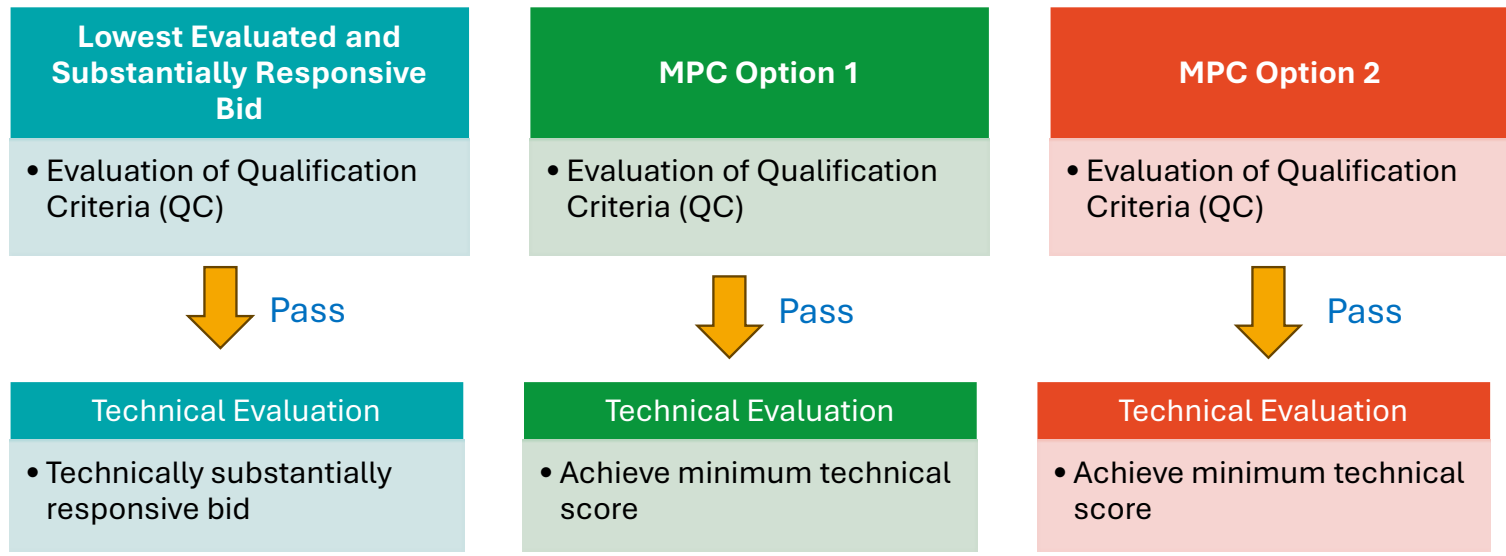 Lowest Evaluated and
Substantially Responsive
Bid
• Evaluation of Qualification
Criteria (QC)
Pass
Technical Evaluation
• Technically substantially
responsive bid
MPC Option 1
• Evaluation of Qualification
Criteria (QC)
Pass
Technical Evaluation
• Achieve minimum technical
score
MPC Option 2
• Evaluation of Qualification
Criteria (QC)
Pass
Technical Evaluation
• Achieve minimum technical
score